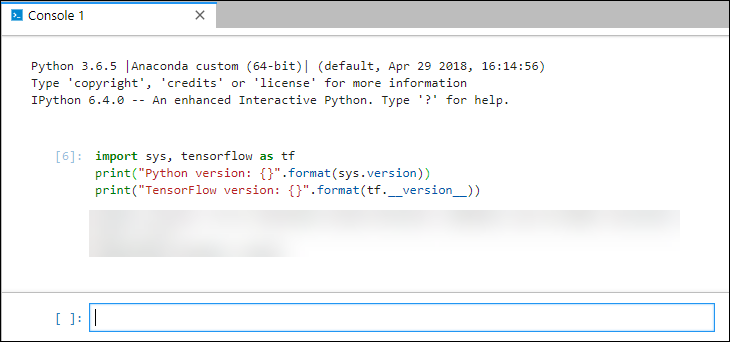 Console 1
Python 3.6.5 |Anaconda custom (64-bit)| (default, Apr 29 2018, 16:14:56)
Type 'copyright', 'credits' or 'license' for more information
IPython 6.4.0 -- An enhanced Interactive Python. Type '?' for help.
[6]: import sys, tensorflow as tf
print("Python version: {}".format(sys.version))
print("TensorFlow version: {}".format(tf.__version__))
[ ]: